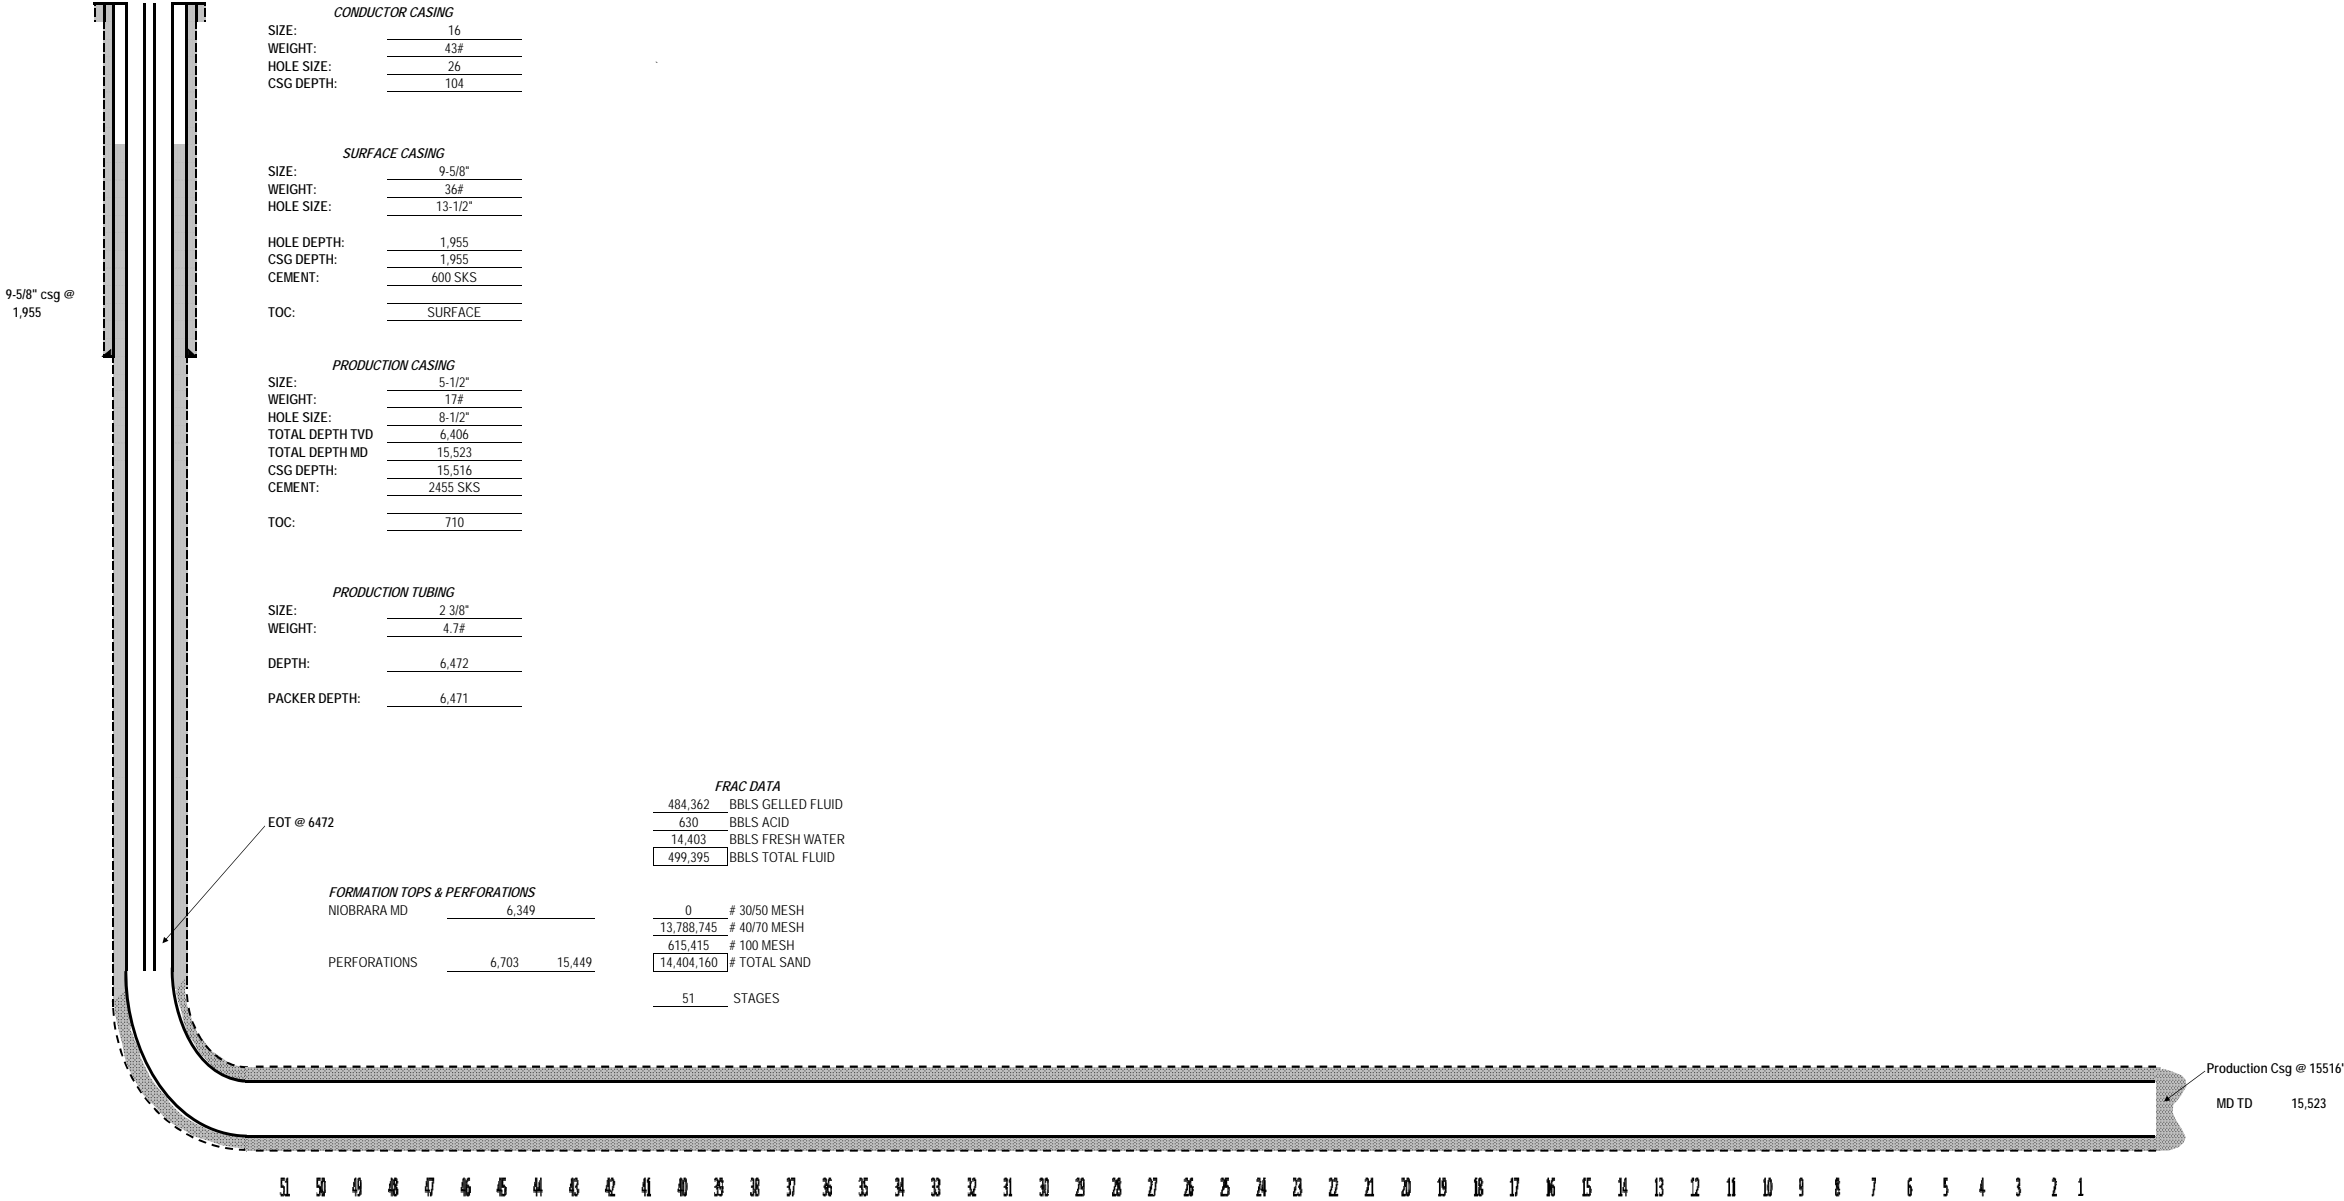 CONDUCTOR CASING
SIZE: 16
WEIGHT: 43#
HOLE SIZE: 26
CSG DEPTH: 104
SURFACE CASING
SIZE: 9-5/8"
WEIGHT: 36#
HOLE SIZE: 13-1/2"
HOLE DEPTH: 1,955
CSG DEPTH: 1,955
CEMENT: 600 SKS
TOC: SURFACE
9-5/8" csg @
1,955
PRODUCTION CASING
SIZE: 5-1/2"
WEIGHT: 17#
HOLE SIZE: 8-1/2"
TOTAL DEPTH TVD 6,406
TOTAL DEPTH MD 15,523
CSG DEPTH: 15,516
CEMENT: 2455 SKS
TOC: 710
PRODUCTION TUBING
SIZE: 2 3/8"
WEIGHT: 4.7#
DEPTH: 6,472
PACKER DEPTH: 6,471
EOT @ 6472
FRAC DATA
484,362 BBLS GELLED FLUID
630 BBLS ACID
14,403 BBLS FRESH WATER
499,395 BBLS TOTAL FLUID
FORMATION TOPS & PERFORATIONS
NIOBRARA MD 6,349
PERFORATIONS 6,703 15,449
0 # 30/50 MESH
13,788,745 # 40/70 MESH
615,415 # 100 MESH
14,404,160 # TOTAL SAND
51 STAGES
Production Csg @ 15516'
MD TD 15,523
51 50 49 48 47 46 45 44 43 42 41 40 39 38 37 36 35 34 33 32 31 30 29 28 27 26 25 24 23 22 21 20 19 18 17 16 15 14 13 12 11 10 9 8 7 6 5 4 3 2 1